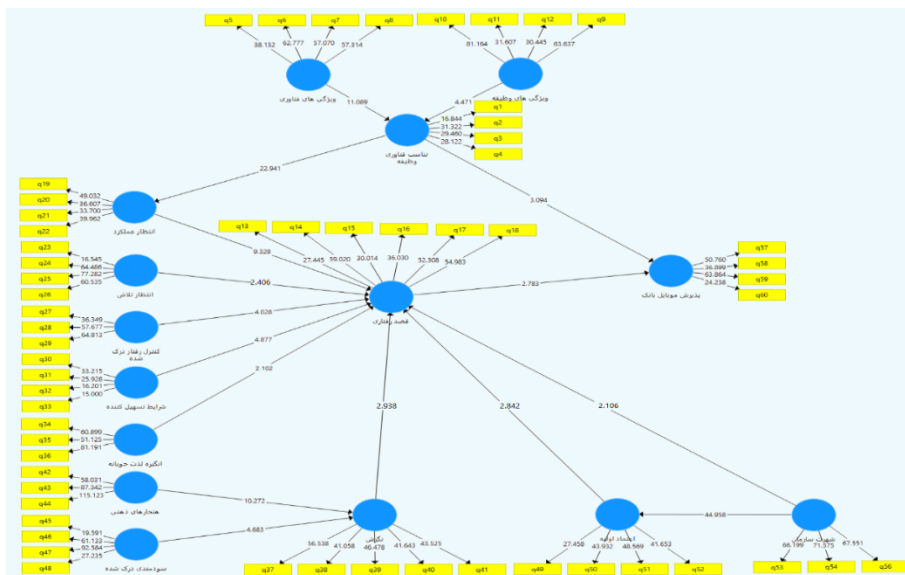 q5 q6 q7 q8 q10 q11 q12 q9
38.132 62.777 57.070 57.314 81.164 31.607 30.445 63.637
ویژگی های فناوری
ویژگی های وظیفه
11.089 4.471
q1
16.844
q2
31.322
q3
29.460
q4
28.122
تناسب فناوری
وظیفه
22.941
3.094
q19
49.032
q20
36.607
q21
33.700
q22
39.962
انتظار عملکرد
9.328
q13 q14 q15 q16 q17 q18
27.445 59.020 30.014 36.030 52.308 54.983
q23
16.545
q24
64.466
q25
77.282
q26
60.535
انتظار تلاش
2.406
قصد رفتاری
2.783
q57
50.760
q58
36.899
q59
63.864
q60
24.238
پذیرش موبایل بانک
q27
36.349
q28
57.677
q29
64.813
کنترل رفتار درک
شده
4.028
q30
33.215
q31
25.928
q32
16.201
q33
15.000
شرایط تسهیل کننده
4.877
q34
60.899
q35
51.125
q36
81.191
انگیزه لذت جویانه
2.102
2.938
2.842
2.106
q42
58.031
q43
87.342
q44
115.123
هنجارهای ذهنی
10.272
q45
19.591
q46
61.133
q47
92.584
q48
27.235
سودمندی درک شده
4.683
نگرش
56.538 41.058 46.478 41.643 43.525
q37 q38 q39 q40 q41
اعتماد اولیه
27.458 43.932 48.569 41.653
q49 q50 q51 q52
44.958
شهرت سازمان
66.199 71.575 67.551
q53 q54 q56